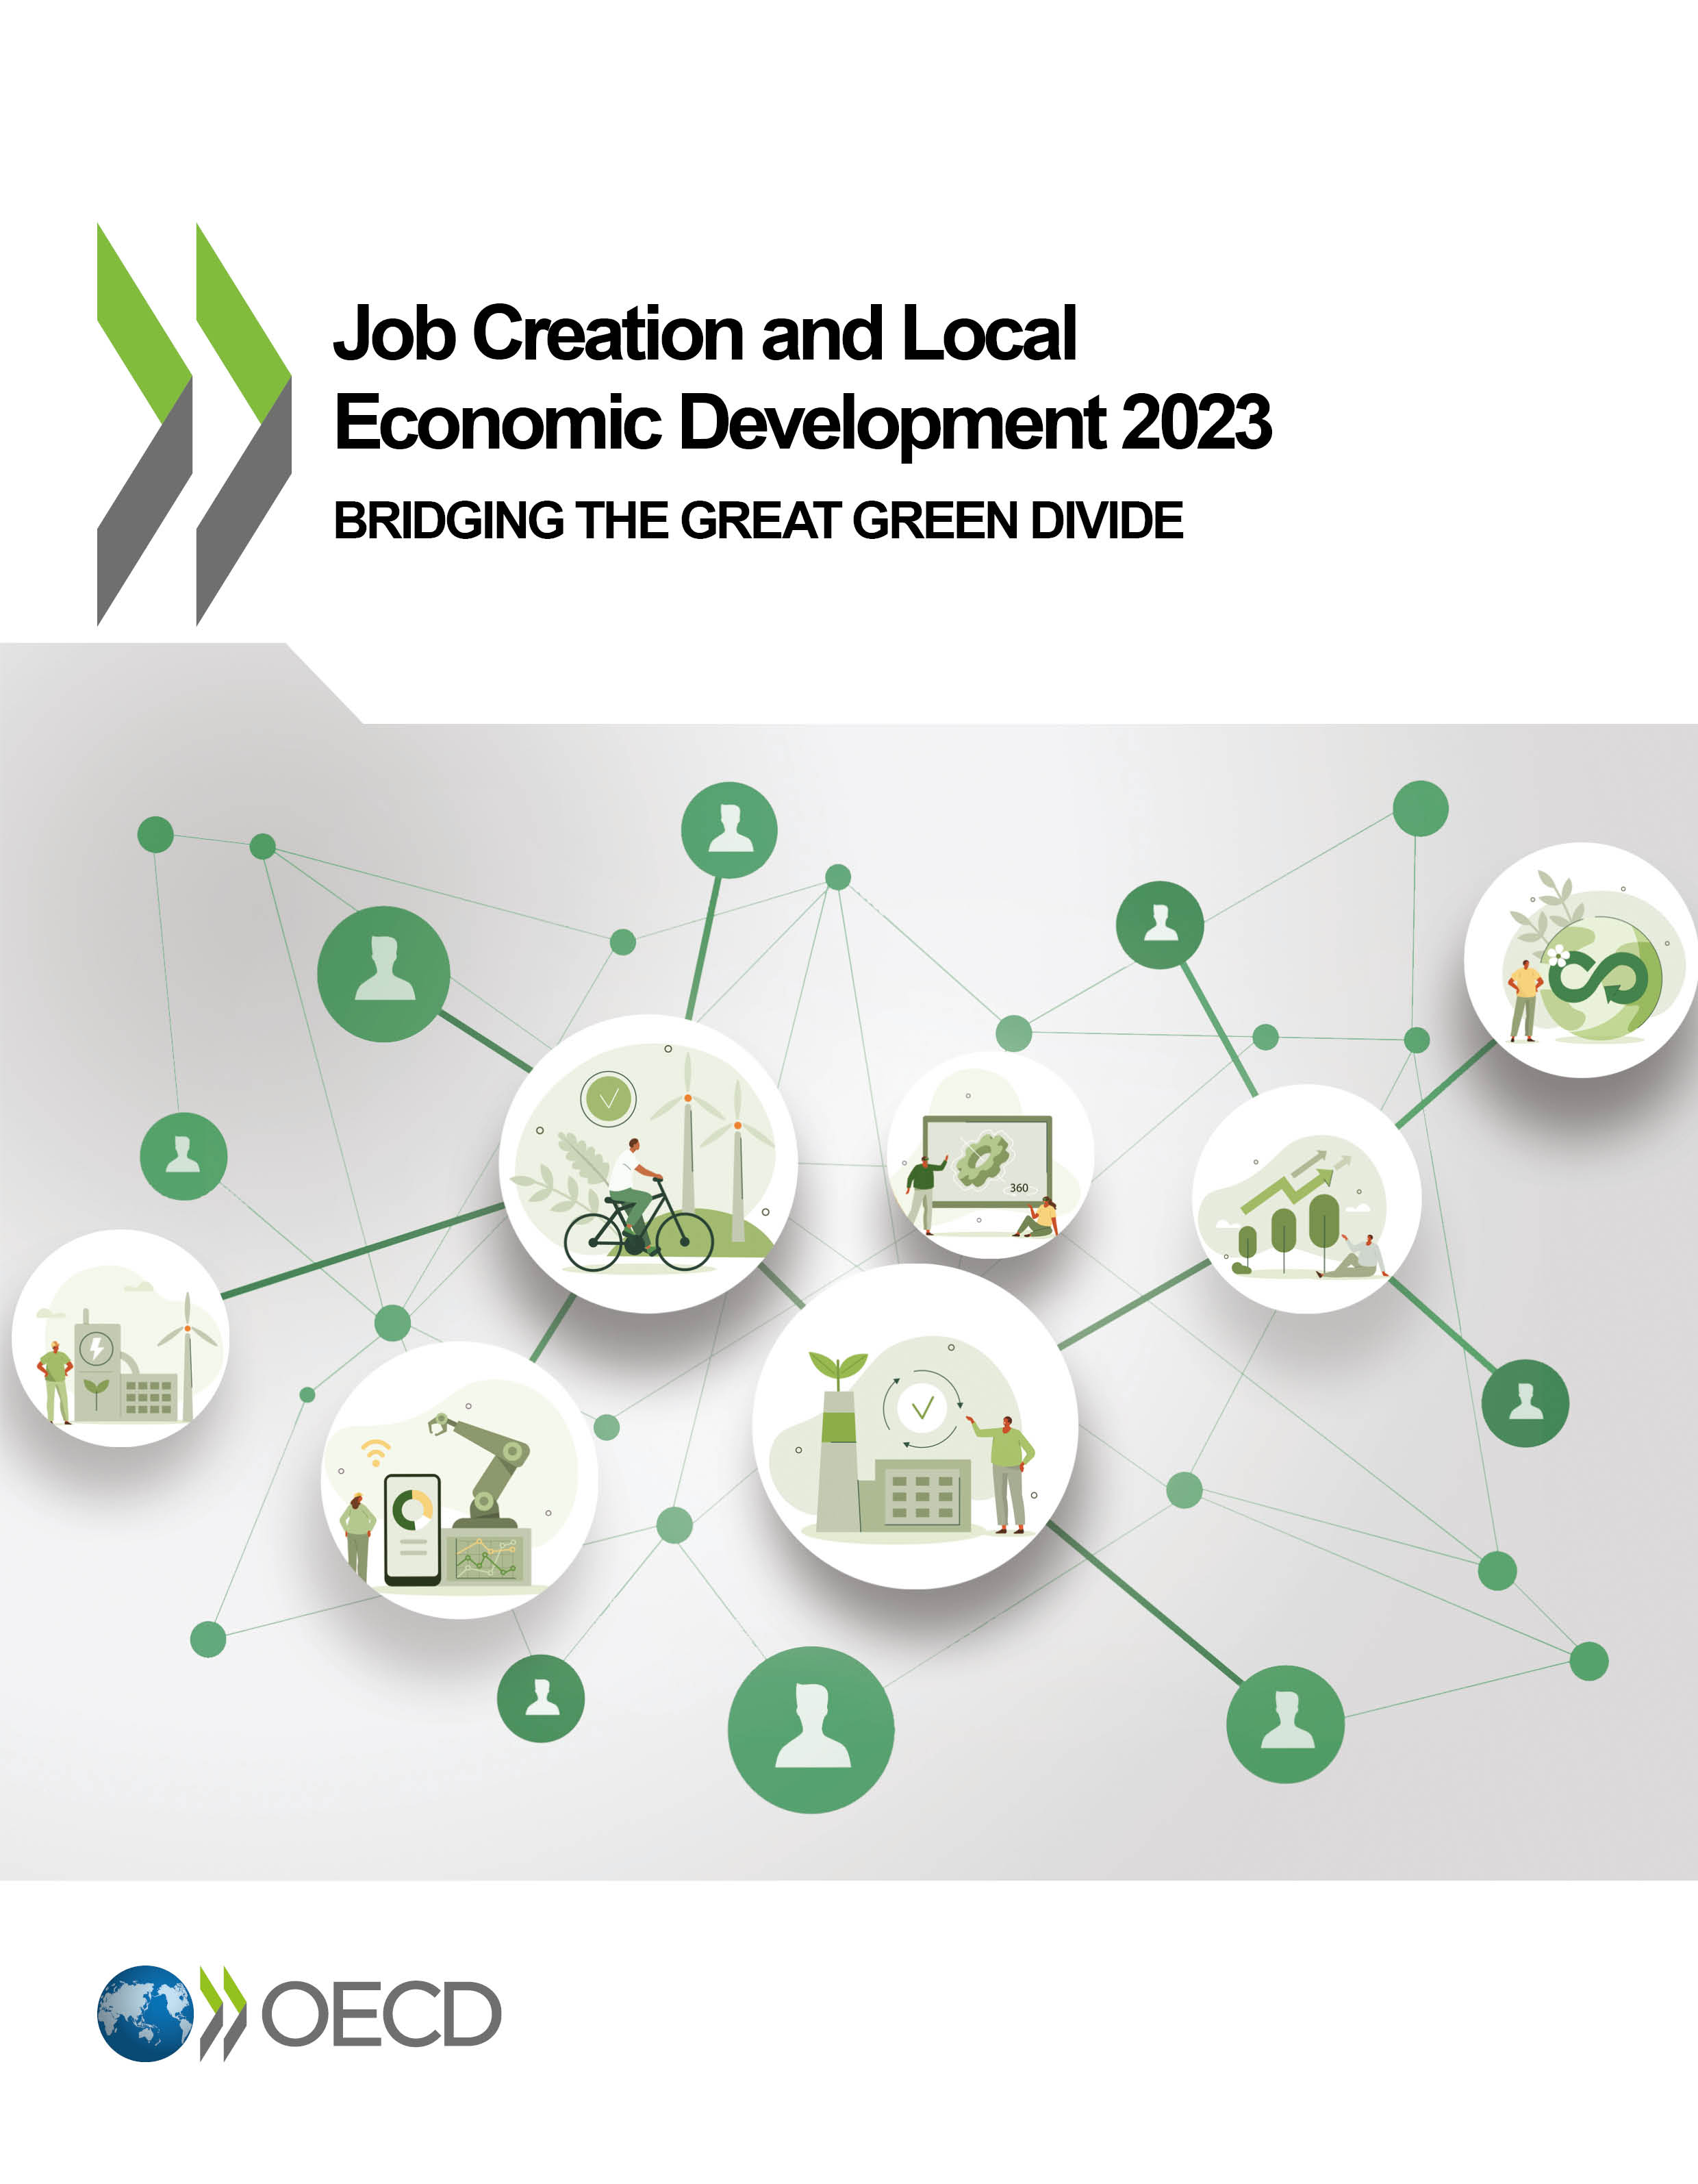 Job Creation and Local
Economic Development 2023
BRIDGING THE GREAT GREEN DIVIDE
360
OECD